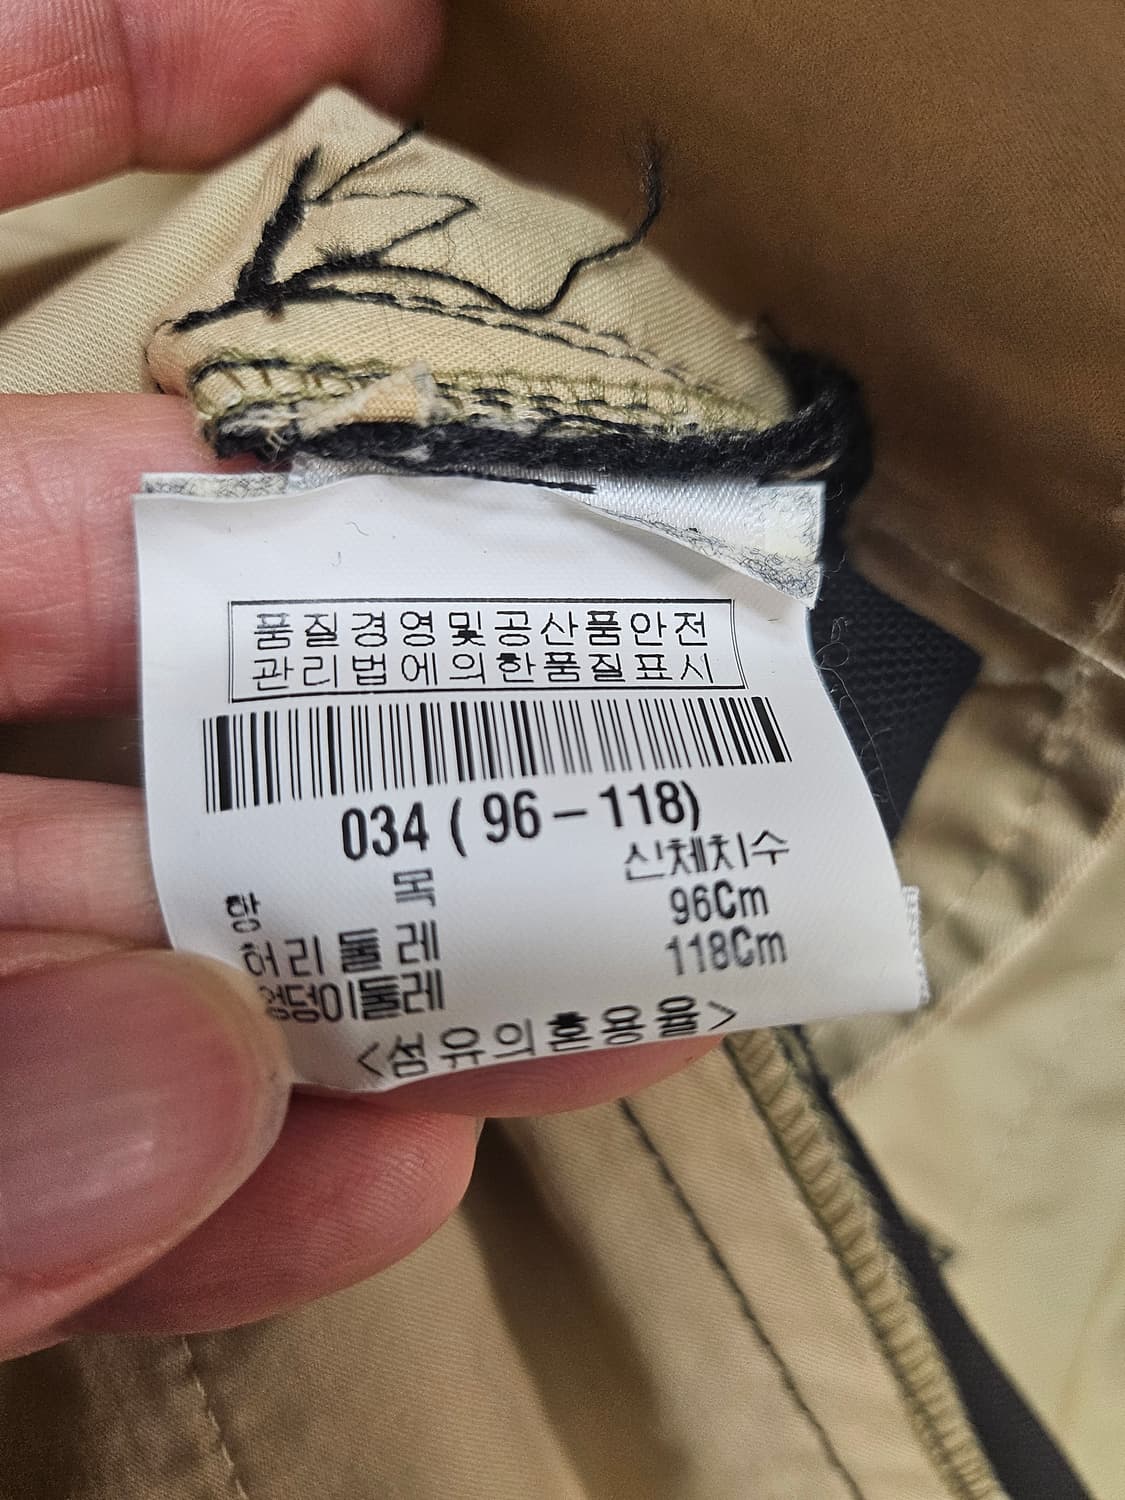 품질경영및공산품안전
관리법에의한품질표시
034 ( 96 - 118)
항 목 신체치수
허리둘레 96Cm
엉덩이둘레 118Cm
<섬유의혼용율>